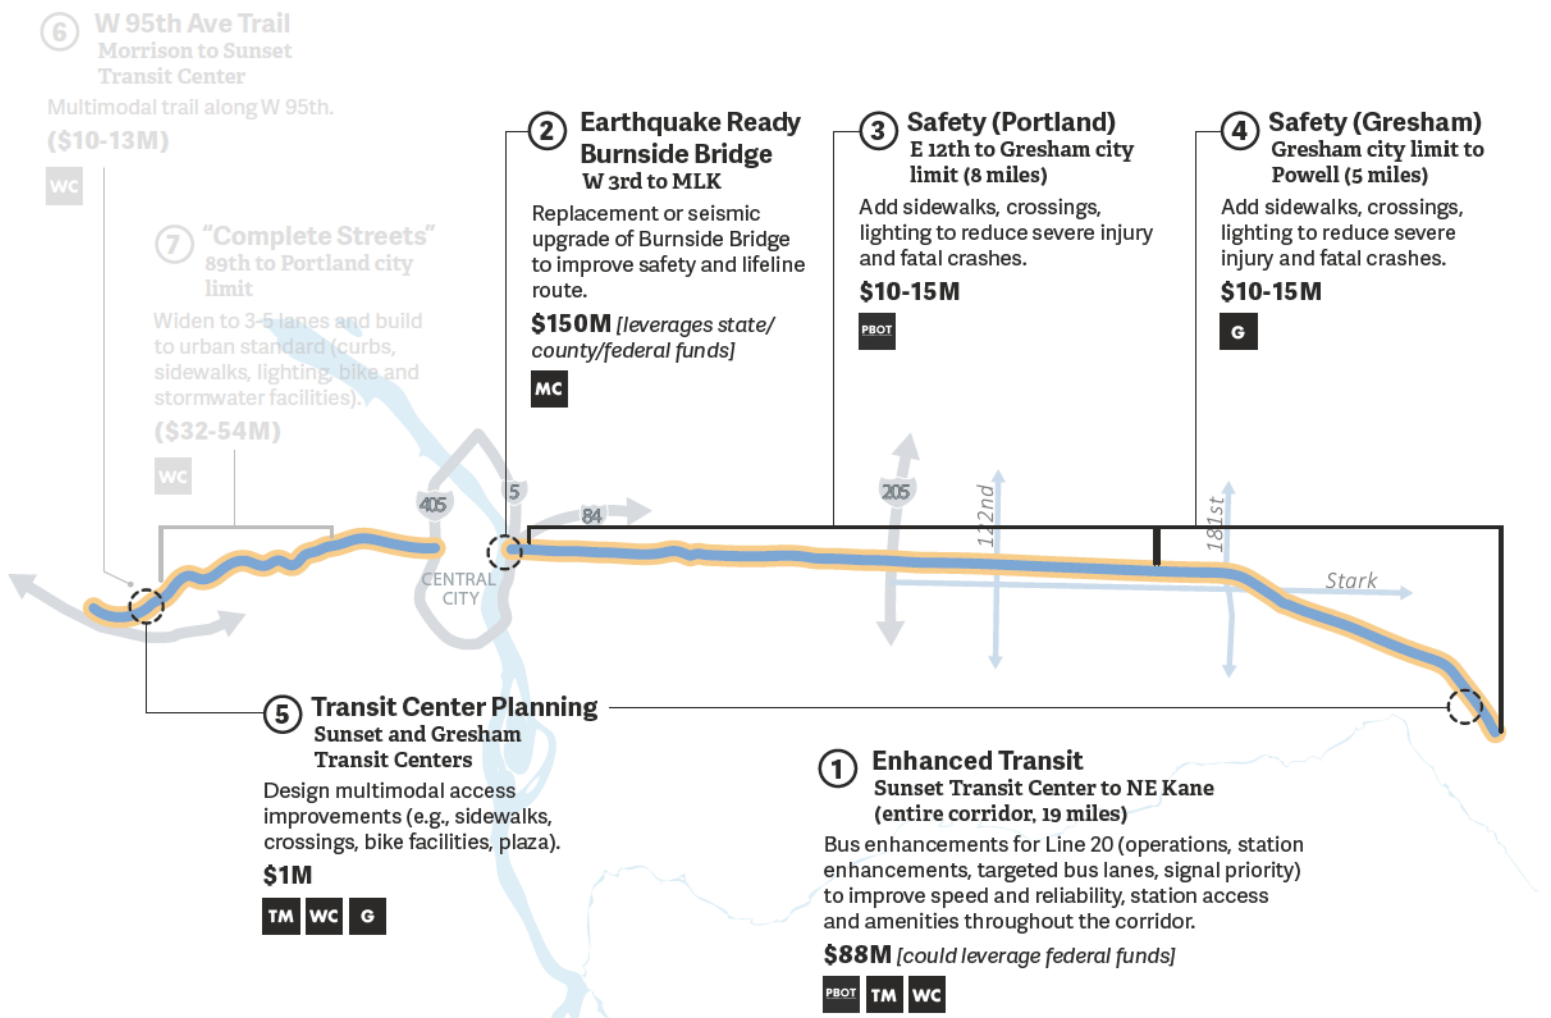 6 W 95th Ave Trail
Morrison to Sunset
Transit Center
Multimodal trail along W 95th.
($10-13M)
WC
7 “Complete Streets”
89th to Portland city
limit
Widen to 3-5 lanes and build
to urban standard (curbs,
sidewalks, lighting, bike and
stormwater facilities).
($32-54M)
WC
2 Earthquake Ready
Burnside Bridge
W 3rd to MLK
Replacement or seismic
upgrade of Burnside Bridge
to improve safety and lifeline
route.
$150M [leverages state/
county/federal funds]
MC
3 Safety (Portland)
E 12th to Gresham city
limit (8 miles)
Add sidewalks, crossings,
lighting to reduce severe injury
and fatal crashes.
$10-15M
PBOT
4 Safety (Gresham)
Gresham city limit to
Powell (5 miles)
Add sidewalks, crossings,
lighting to reduce severe
injury and fatal crashes.
$10-15M
G
405
5
84
205
122nd
181st
CENTRAL
CITY
Stark
5 Transit Center Planning
Sunset and Gresham
Transit Centers
Design multimodal access
improvements (e.g., sidewalks,
crossings, bike facilities, plaza).
$1M
TM WC G
1 Enhanced Transit
Sunset Transit Center to NE Kane
(entire corridor, 19 miles)
Bus enhancements for Line 20 (operations, station
enhancements, targeted bus lanes, signal priority)
to improve speed and reliability, station access
and amenities throughout the corridor.
$88M [could leverage federal funds]
PBOT TM WC